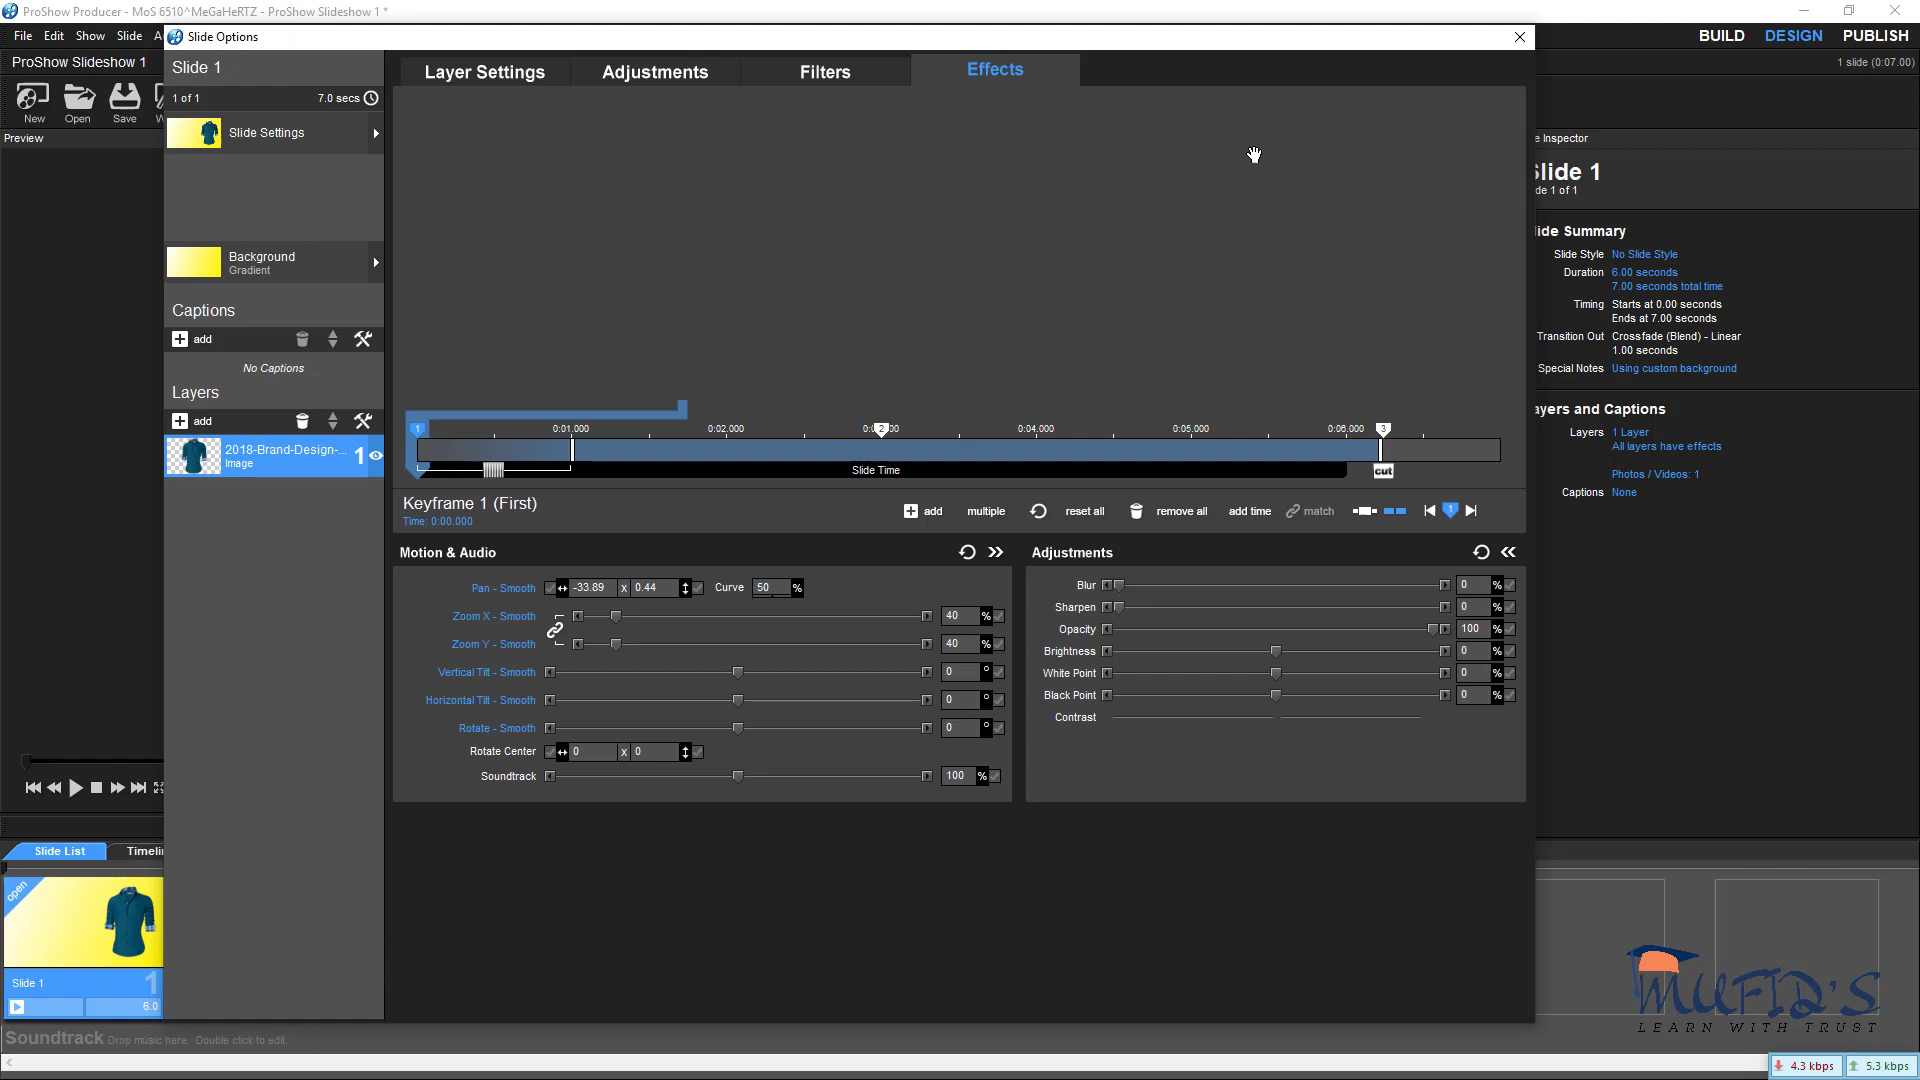 ProShow Producer - MoS 6510^MeGaHeRTZ - ProShow Slideshow 1 *
File Edit Show Slide A
Slide Options
BUILD DESIGN PUBLISH
ProShow Slideshow 1
1 slide (0:07.00)
Slide 1
Layer Settings Adjustments Filters Effects
1 of 1 7.0 secs
New Open Save W
Preview
Slide Settings
e Inspector
Slide 1
de 1 of 1
ide Summary
Slide Style No Slide Style
Duration 6.00 seconds
7.00 seconds total time
Timing Starts at 0.00 seconds
Ends at 7.00 seconds
Transition Out Crossfade (Blend) - Linear
1.00 seconds
Special Notes Using custom background
ayers and Captions
Layers 1 Layer
All layers have effects
Photos / Videos: 1
Captions None
Background
Gradient
Captions
add
No Captions
Layers
add
2018-Brand-Design-... 1
Image
1 0:01.000 0:02.000 2 0:04.000 0:05.000 0:06.000 3
Slide Time cut
Keyframe 1 (First)
Time: 0:00.000
add multiple reset all remove all add time match 1
Motion & Audio
Pan - Smooth -33.89 x 0.44 Curve 50 %
Zoom X - Smooth 40 %
Zoom Y - Smooth 40 %
Vertical Tilt - Smooth 0 °
Horizontal Tilt - Smooth 0 °
Rotate - Smooth 0 °
Rotate Center 0 x 0
Soundtrack 100 %
Adjustments
Blur 0 %
Sharpen 0 %
Opacity 100 %
Brightness 0 %
White Point 0 %
Black Point 0 %
Contrast
Slide List Timeli
open
Slide 1 1
6.0
Soundtrack Drop music here. Double click to edit.
MUFID'S
LEARN WITH TRUST
4.3 kbps 5.3 kbps